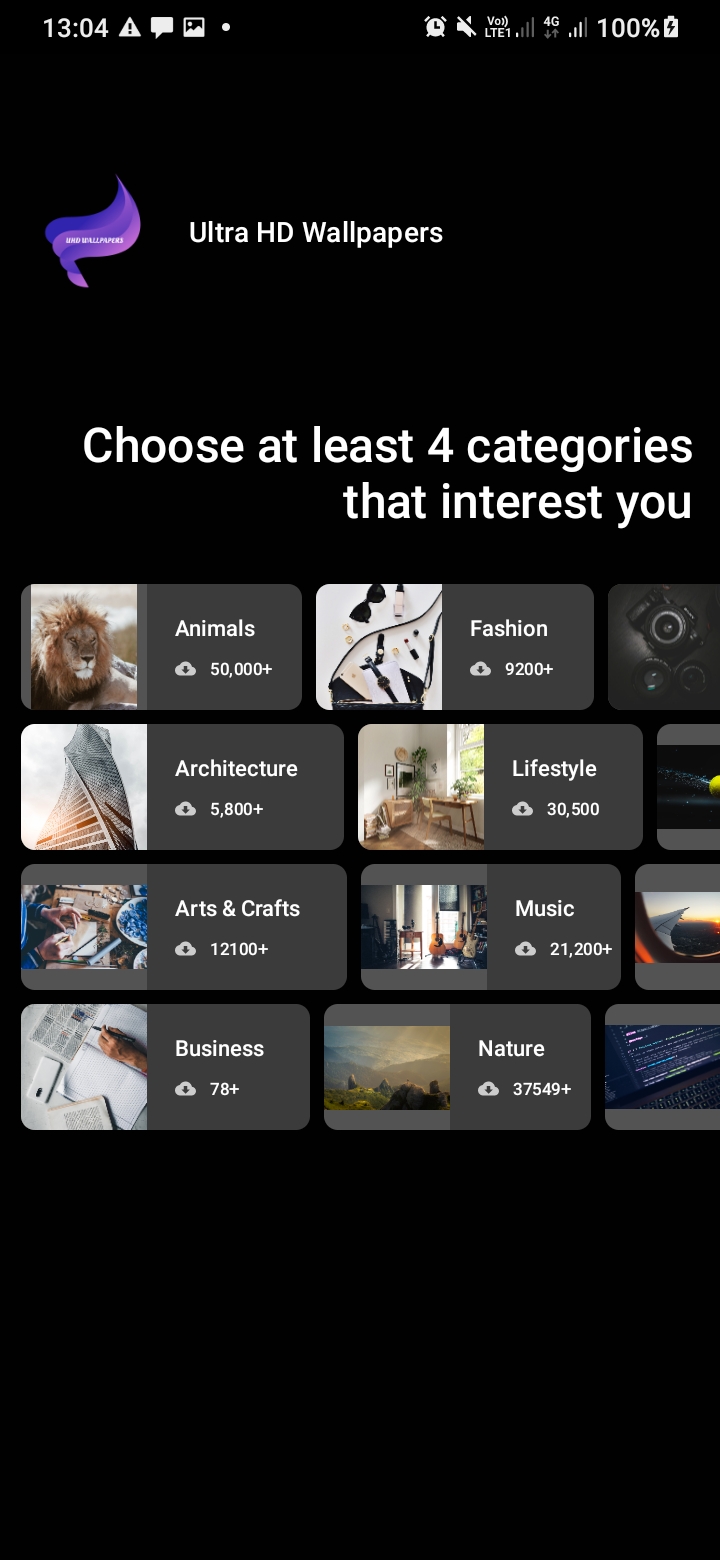 13:04
Vo))
LTE1
4G
100%
UHD WALLPAPERS
Ultra HD Wallpapers
Choose at least 4 categories
that interest you
Animals
50,000+
Fashion
9200+
Architecture
5,800+
Lifestyle
30,500
Arts & Crafts
12100+
Music
21,200+
Business
78+
Nature
37549+